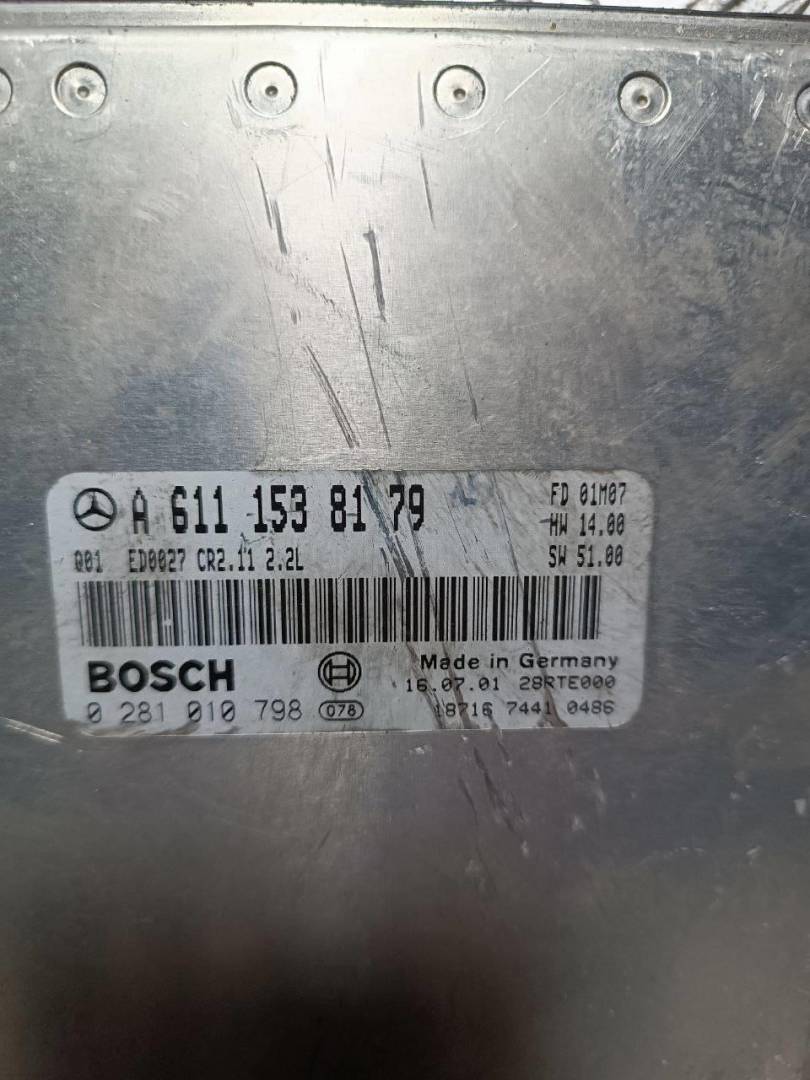 A 611 153 81 79
FD 01M07
HW 14.00
Q01 ED0027 CR2.11 2.2L
SW 51.00
BOSCH
Made in Germany
16.07.01 28RTE000
0 281 010 798 078
18716 7441 0486